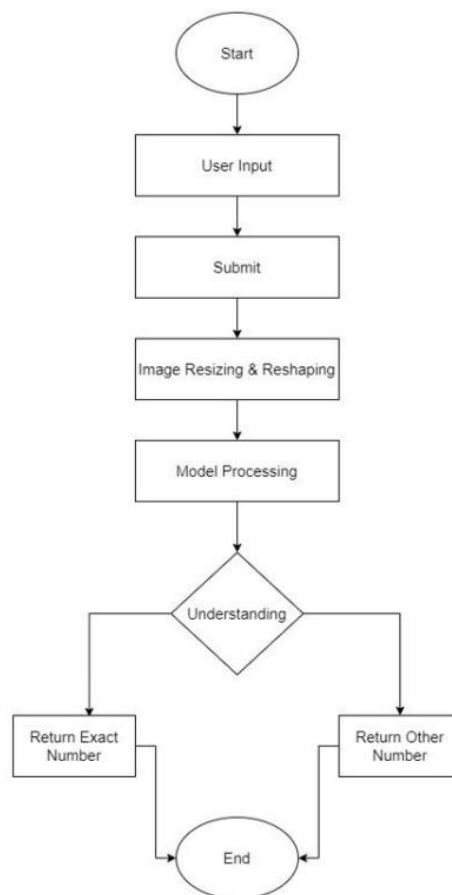 Start
User Input
Submit
Image Resizing & Reshaping
Model Processing
Understanding
Return Exact
Number
Return Other
Number
End